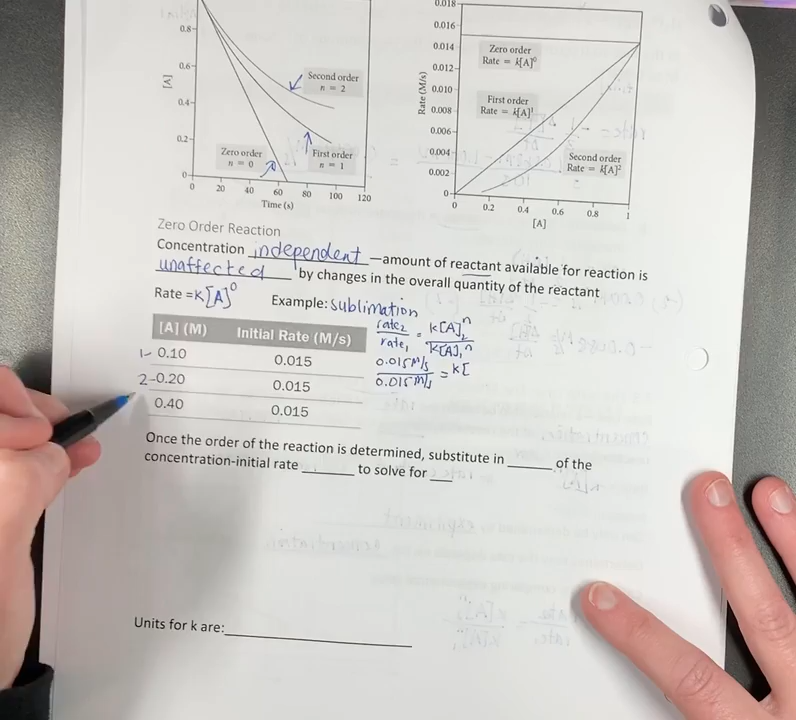 0.018
0.8
0.016
0.014
Zero order
Rate = k[A]⁰
0.012
[A]
0.6
Second order
n = 2
Rate (M/s)
0.010
First order
Rate = k[A]¹
0.4
0.008
0.006
0.2
Zero order
n = 0
First order
n = 1
0.004
Second order
Rate = k[A]²
0.002
0
0
0 20 40 60 80 100 120
Time (s)
0 0.2 0.4 0.6 0.8 1
[A]
Zero Order Reaction
Concentration independent —amount of reactant available for reaction is
unaffected by changes in the overall quantity of the reactant
Rate = k[A]⁰ Example: sublimation
[A] (M) Initial Rate (M/s)
1- 0.10 0.015
2-0.20 0.015
0.40 0.015
rate₂ / rate₁ = k[A]₂ⁿ / k[A]₁ⁿ
0.015 M/s / 0.015 M/s = k[
Once the order of the reaction is determined, substitute in ______ of the
concentration-initial rate _______ to solve for ___
Units for k are:_________________________